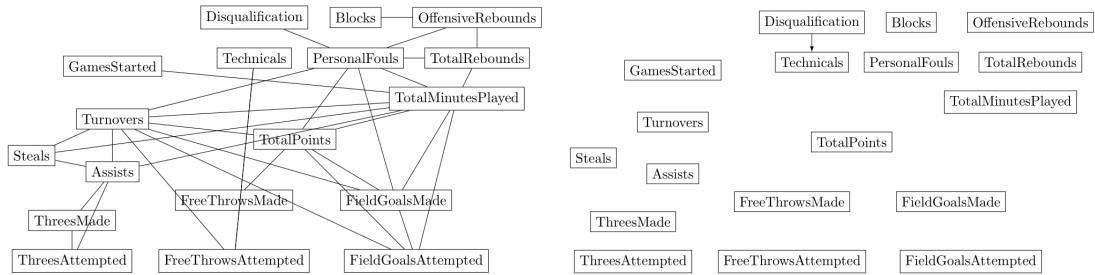 Disqualification
Blocks
OffensiveRebounds
Technicals
PersonalFouls
TotalRebounds
GamesStarted
TotalMinutesPlayed
Turnovers
TotalPoints
Steals
Assists
FreeThrowsMade
FieldGoalsMade
ThreesMade
ThreesAttempted
FreeThrowsAttempted
FieldGoalsAttempted
Disqualification
Blocks
OffensiveRebounds
Technicals
PersonalFouls
TotalRebounds
GamesStarted
TotalMinutesPlayed
Turnovers
TotalPoints
Steals
Assists
FreeThrowsMade
FieldGoalsMade
ThreesMade
ThreesAttempted
FreeThrowsAttempted
FieldGoalsAttempted